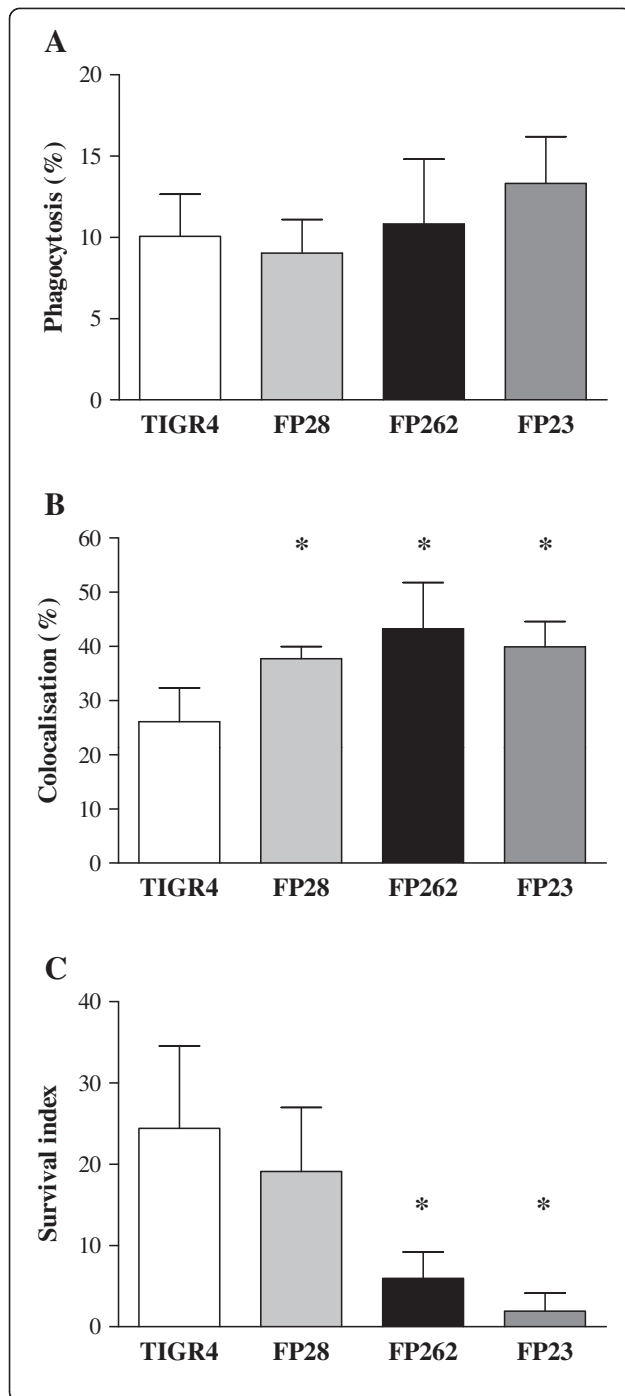 A
Phagocytosis (%)
20
15
10
5
0
TIGR4 FP28 FP262 FP23
B
Colocalisation (%)
60
50
40
30
20
10
0
* * *
TIGR4 FP28 FP262 FP23
C
Survival index
40
30
20
10
0
* *
TIGR4 FP28 FP262 FP23